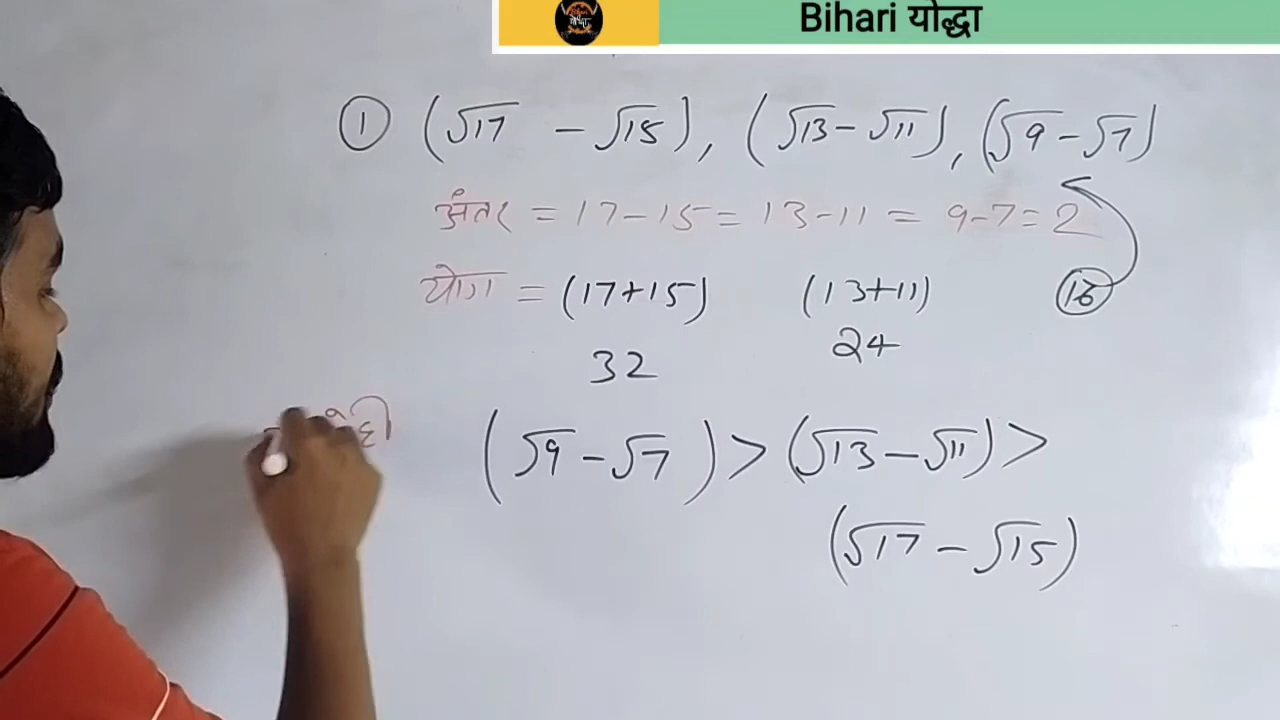 Bihari योद्धा
① (√17 - √15), (√13 - √11), (√9 - √7)
अंतर = 17-15 = 13-11 = 9-7 = 2
योग = (17+15) (13+11) 16
32 24
(√9 - √7) > (√13 - √11) >
(√17 - √15)